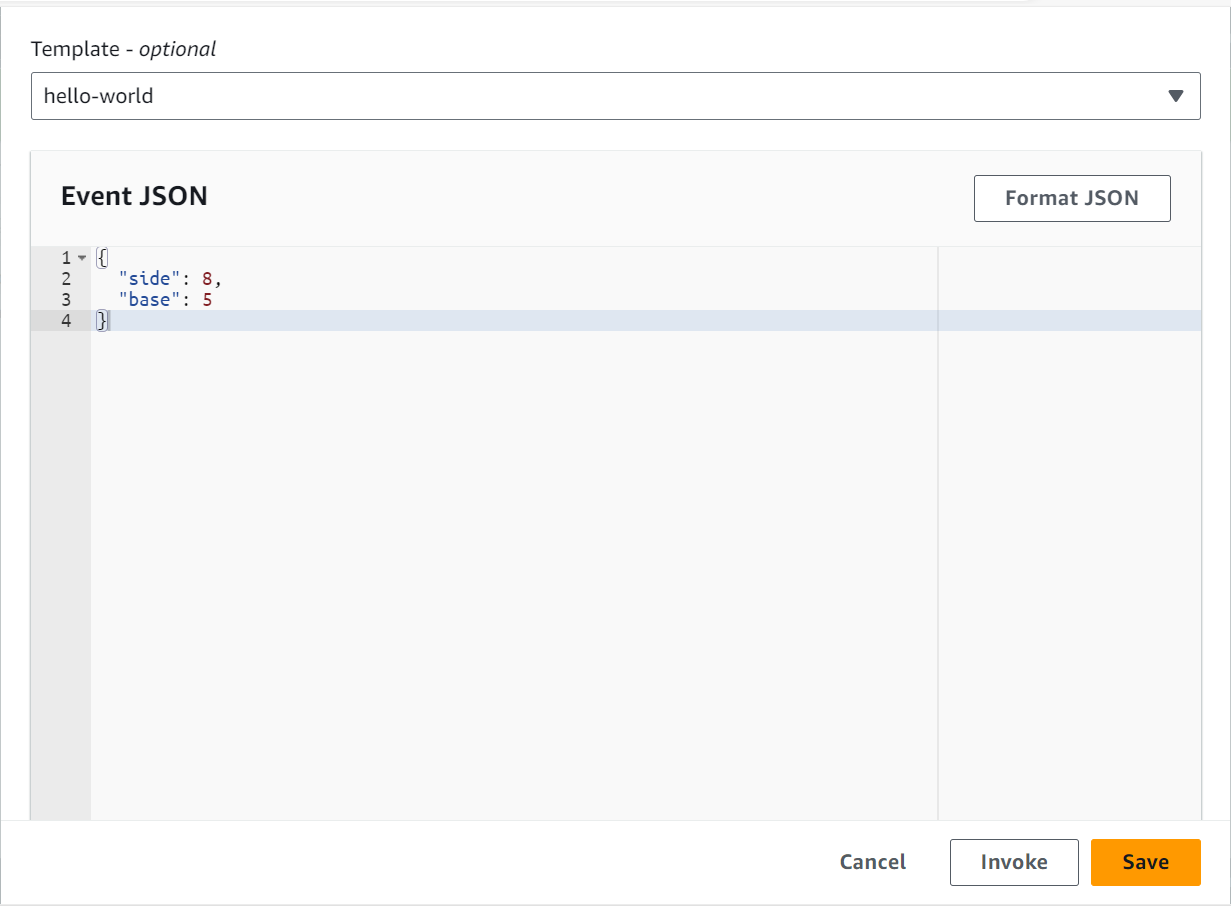 Template - optional
hello-world
Event JSON
Format JSON
1 {
2 "side": 8,
3 "base": 5
4 }
Cancel
Invoke
Save